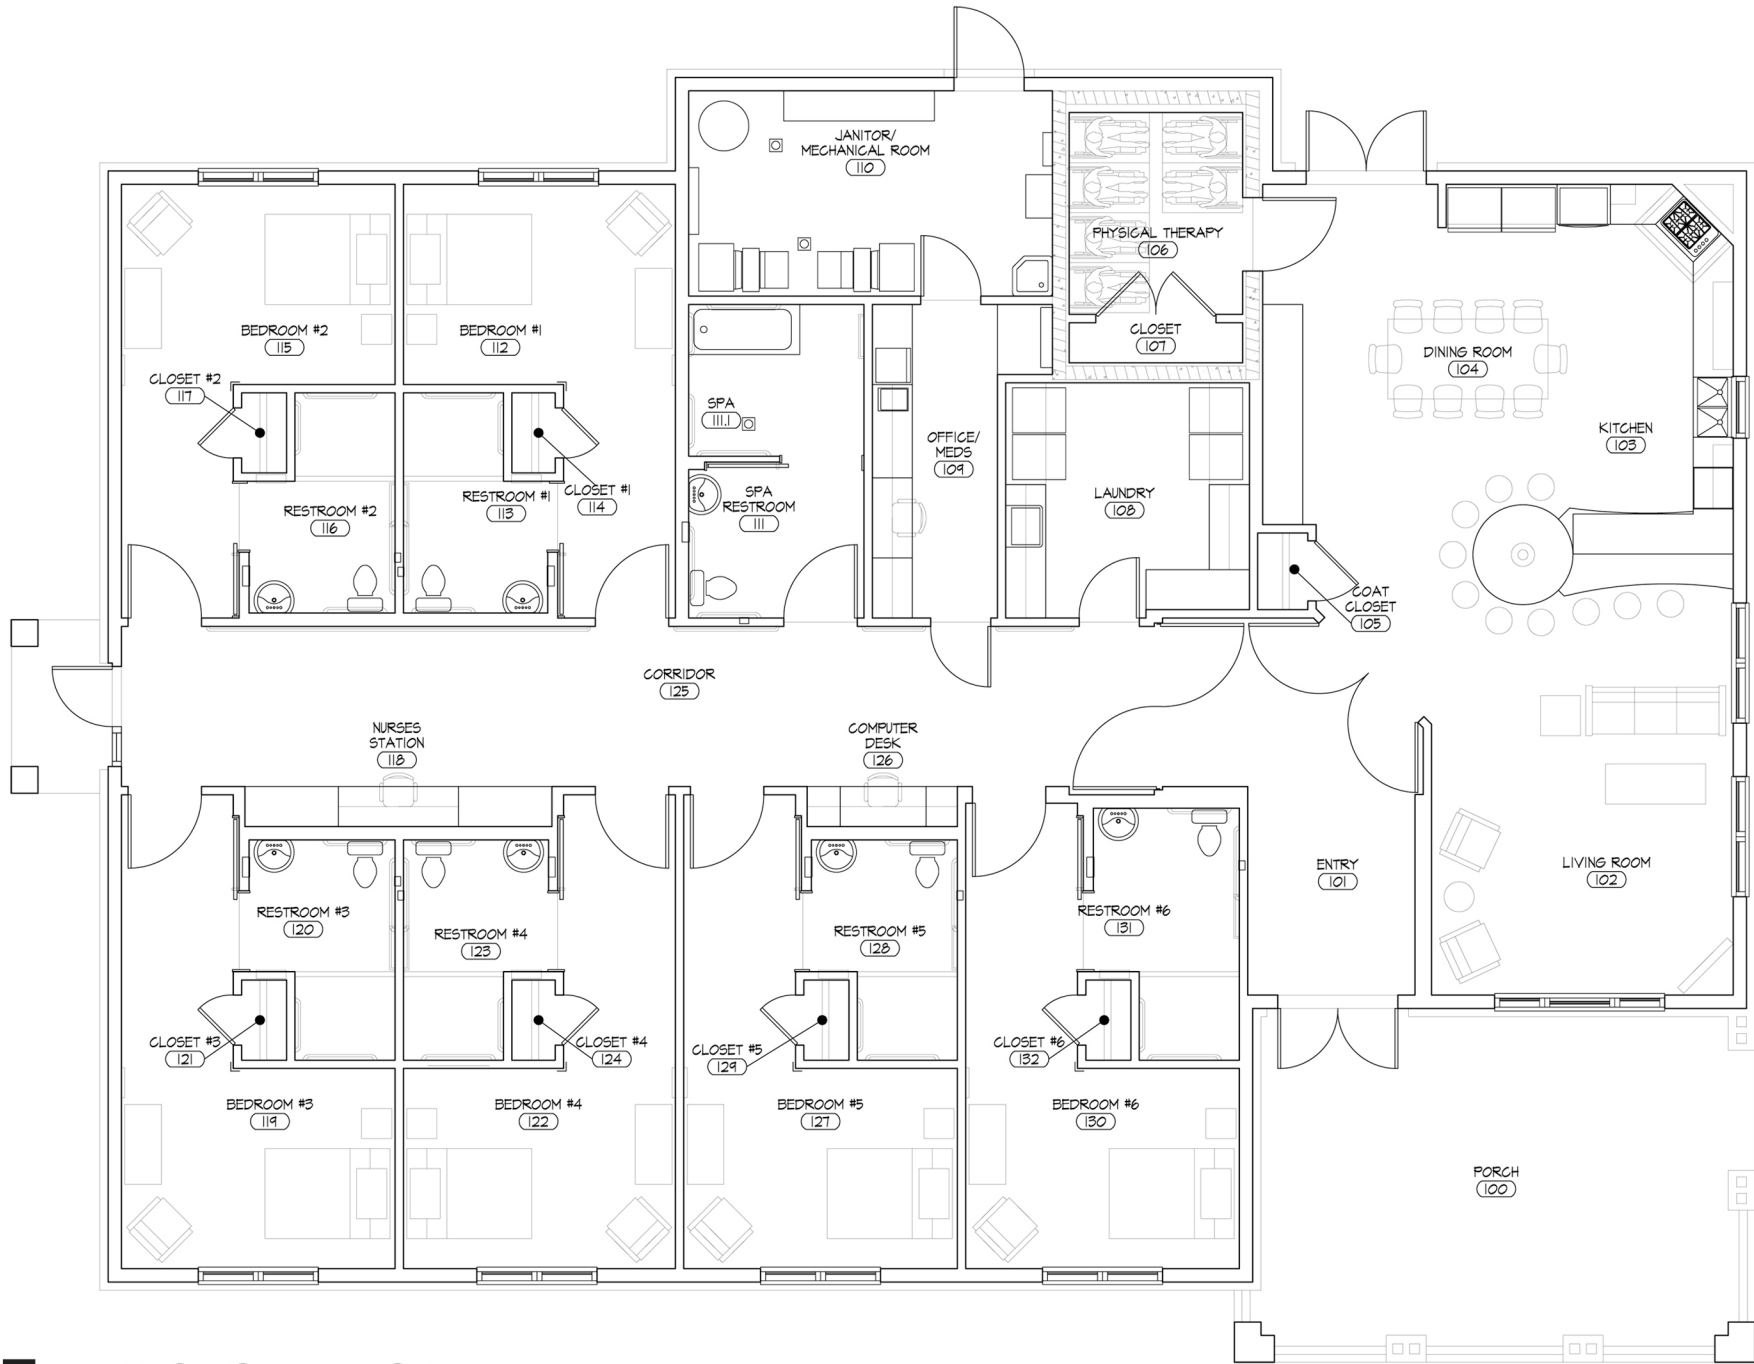 JANITOR/
MECHANICAL ROOM
110
PHYSICAL THERAPY
106
CLOSET
107
BEDROOM #2
115
BEDROOM #1
112
CLOSET #2
117
CLOSET #1
114
RESTROOM #2
116
RESTROOM #1
113
SPA
111.1
SPA
RESTROOM
111
OFFICE/
MEDS
109
LAUNDRY
108
DINING ROOM
104
KITCHEN
103
COAT
CLOSET
105
CORRIDOR
125
NURSES
STATION
118
COMPUTER
DESK
126
ENTRY
101
LIVING ROOM
102
RESTROOM #3
120
RESTROOM #4
123
RESTROOM #5
128
RESTROOM #6
131
CLOSET #3
121
CLOSET #4
124
CLOSET #5
129
CLOSET #6
132
BEDROOM #3
119
BEDROOM #4
122
BEDROOM #5
127
BEDROOM #6
130
PORCH
100